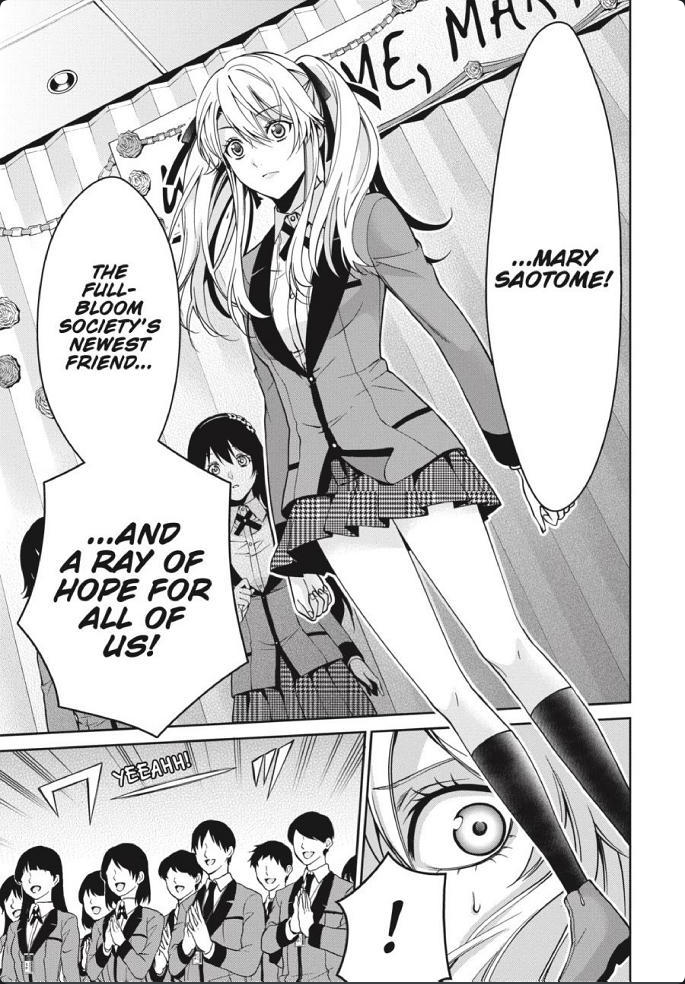 ME, MAR
...MARY
SAOTOME!
THE
FULL-
BLOOM
SOCIETY'S
NEWEST
FRIEND...
...AND
A RAY OF
HOPE FOR
ALL OF
US!
!
YEEAHH!